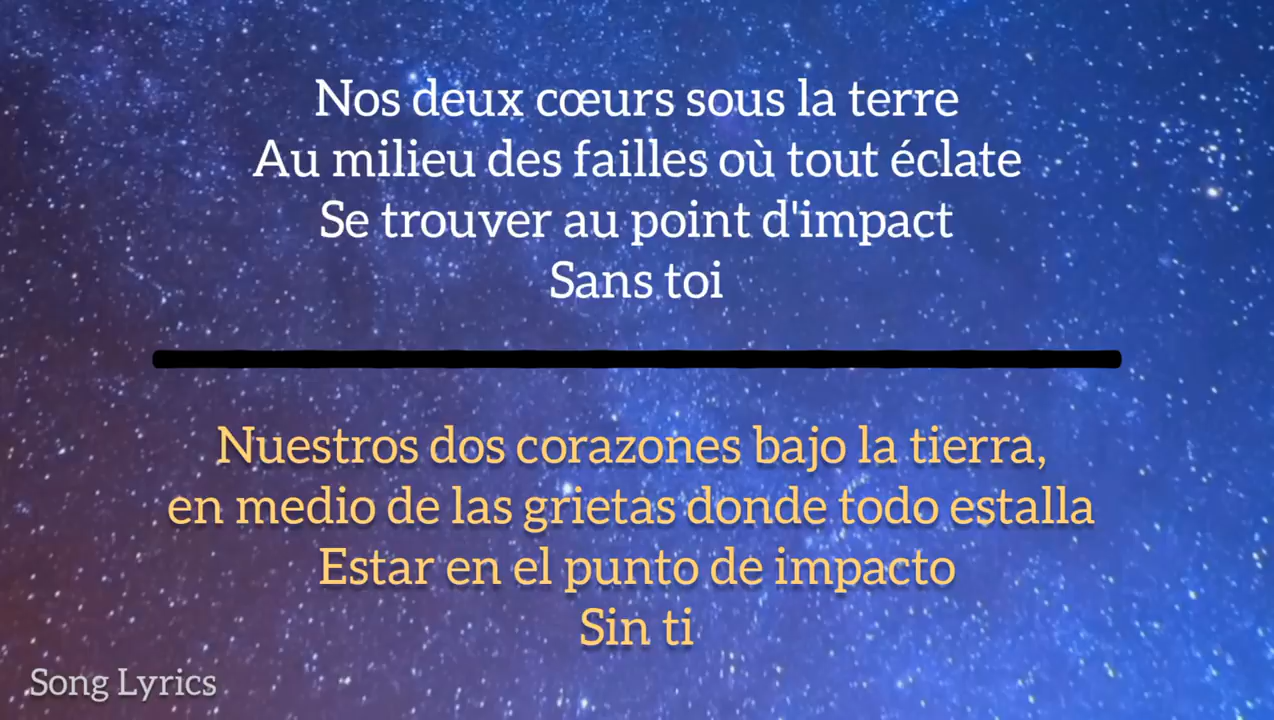 Nos deux cœurs sous la terre
Au milieu des failles où tout éclate
Se trouver au point d'impact
Sans toi
Nuestros dos corazones bajo la tierra,
en medio de las grietas donde todo estalla
Estar en el punto de impacto
Sin ti
Song Lyrics